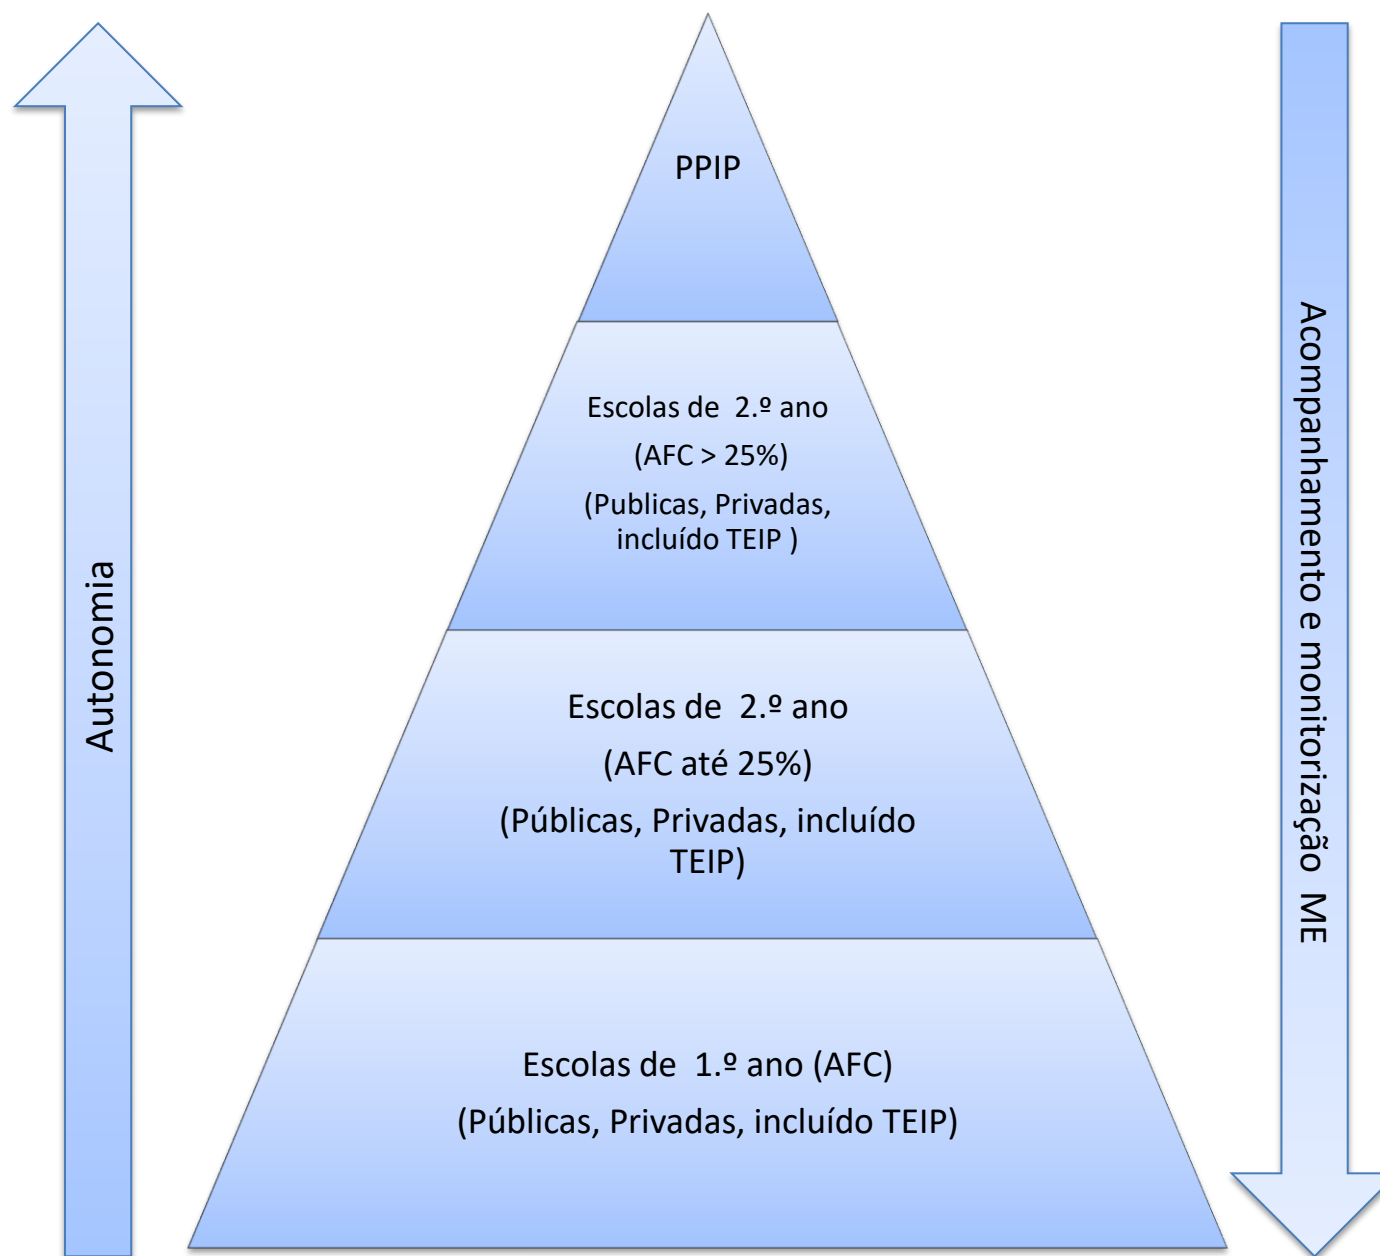 PPIP
Escolas de 2.º ano
(AFC > 25%)
(Publicas, Privadas,
incluído TEIP )
Escolas de 2.º ano
(AFC até 25%)
(Públicas, Privadas, incluído
TEIP)
Escolas de 1.º ano (AFC)
(Públicas, Privadas, incluído TEIP)
Autonomia
Acompanhamento e monitorização ME